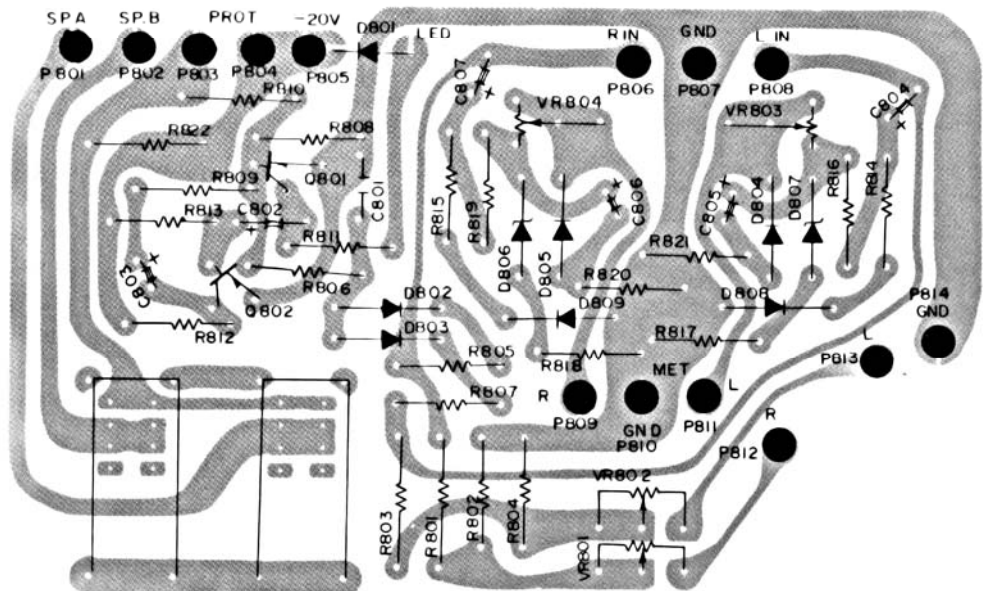 SP.A SP.B PROT -20V D801 LED R IN GND L IN
P801 P802 P803 P804 P805 C807 P806 P807 P808 C804
R810 VR804 VR803
R822 R808
R809 Q801 C801 R815 R819 C806 C805 D804 D807 R816 R814
R813 C802
R811 R821
C803 R806 D806 D805 R820
Q802 D802 D809 D808 P814
GND
R812 D803 R818 R817 L
P813
R805
R807 R MET L
P809 GND P811 R
P810 P812
VR802
R803 R801 R802 R804 VR801